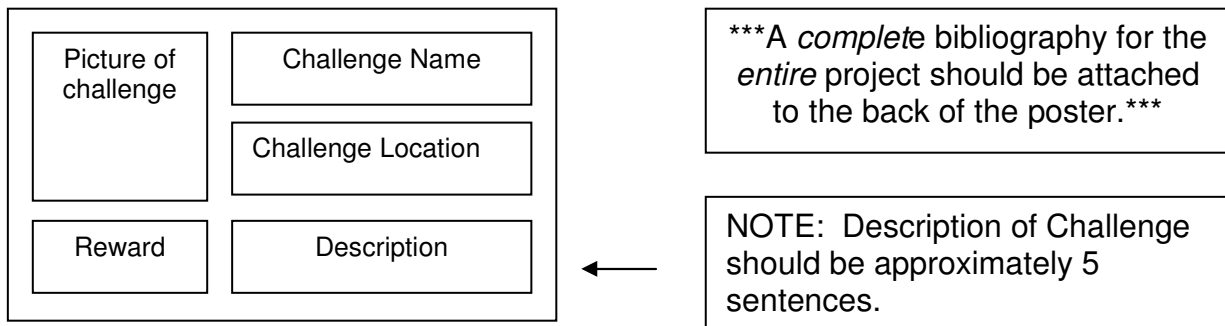 Picture of
challenge
Challenge Name
Challenge Location
Reward
Description
***A complete bibliography for the
entire project should be attached
to the back of the poster.***
NOTE:  Description of Challenge
should be approximately 5
sentences.